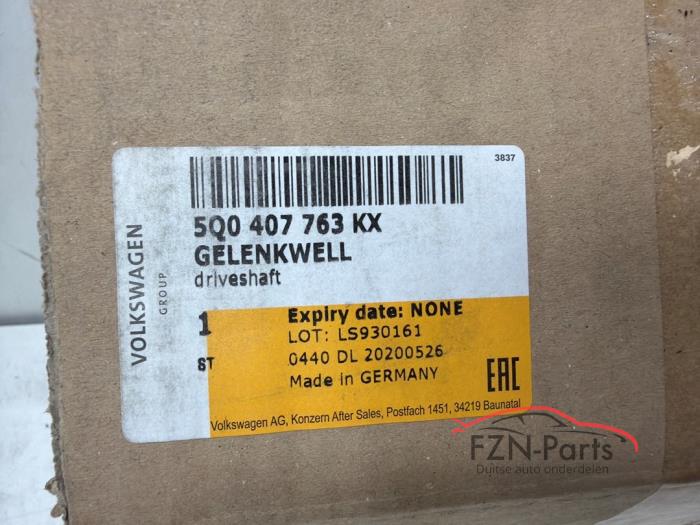 3837
5Q0 407 763 KX
GELENKWELL
driveshaft
VOLKSWAGEN
GROUP
1
ST
Expiry date: NONE
LOT: LS930161
0440 DL 20200526
Made in GERMANY
EAC
Volkswagen AG, Konzern After Sales, Postfach 1451, 34219 Baunatal
FZN-Parts
Duitse auto onderdelen